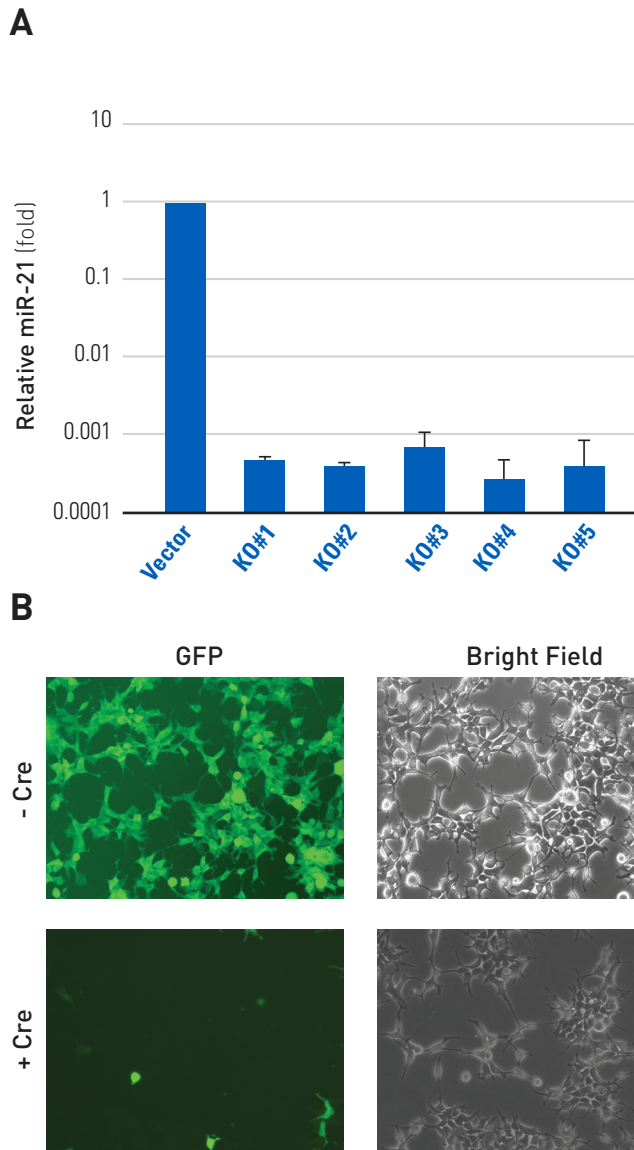 A
10
1
0.1
0.01
0.001
0.0001
Relative miR-21 (fold)
Vector
KO#1
KO#2
KO#3
KO#4
KO#5
B
GFP
Bright Field
- Cre
+ Cre